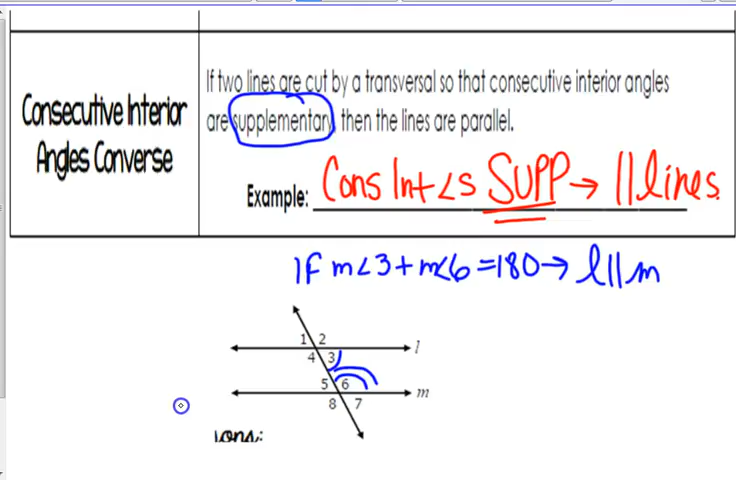 Consecutive Interior
Angles Converse
If two lines are cut by a transversal so that consecutive interior angles
are supplementary, then the lines are parallel.
Example: Cons Int ∠s SUPP → || lines.
If m∠3 + m∠6 = 180 → l || m
1 2
4 3 l
5 6 m
8 7